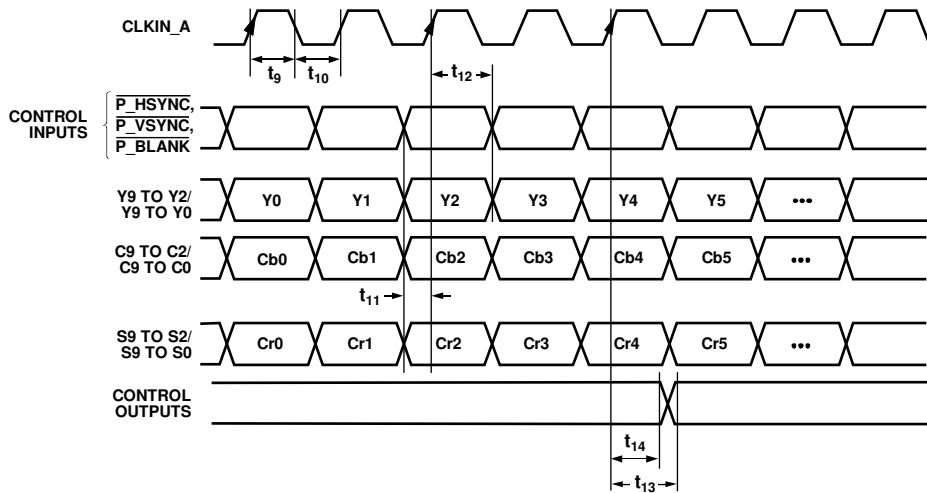 CLKIN_A
t9 t10 t12
CONTROL INPUTS
P_HSYNC,
P_VSYNC,
P_BLANK
Y9 TO Y2/
Y9 TO Y0
Y0 Y1 Y2 Y3 Y4 Y5 •••
C9 TO C2/
C9 TO C0
Cb0 Cb1 Cb2 Cb3 Cb4 Cb5 •••
t11
S9 TO S2/
S9 TO S0
Cr0 Cr1 Cr2 Cr3 Cr4 Cr5 •••
CONTROL
OUTPUTS
t14
t13